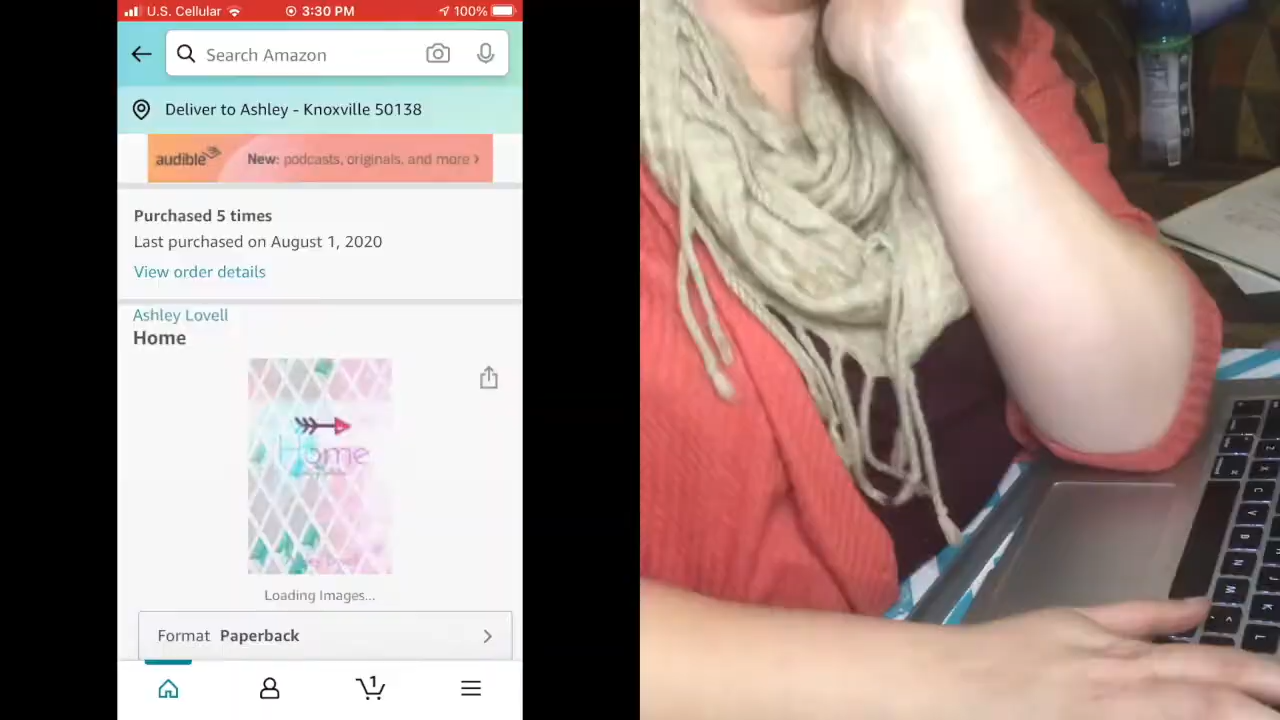 U.S. Cellular 3:30 PM 100%
Search Amazon
Deliver to Ashley - Knoxville 50138
audible New: podcasts, originals, and more ›
Purchased 5 times
Last purchased on August 1, 2020
View order details
Ashley Lovell
Home
Home
Loading Images...
Format Paperback
1